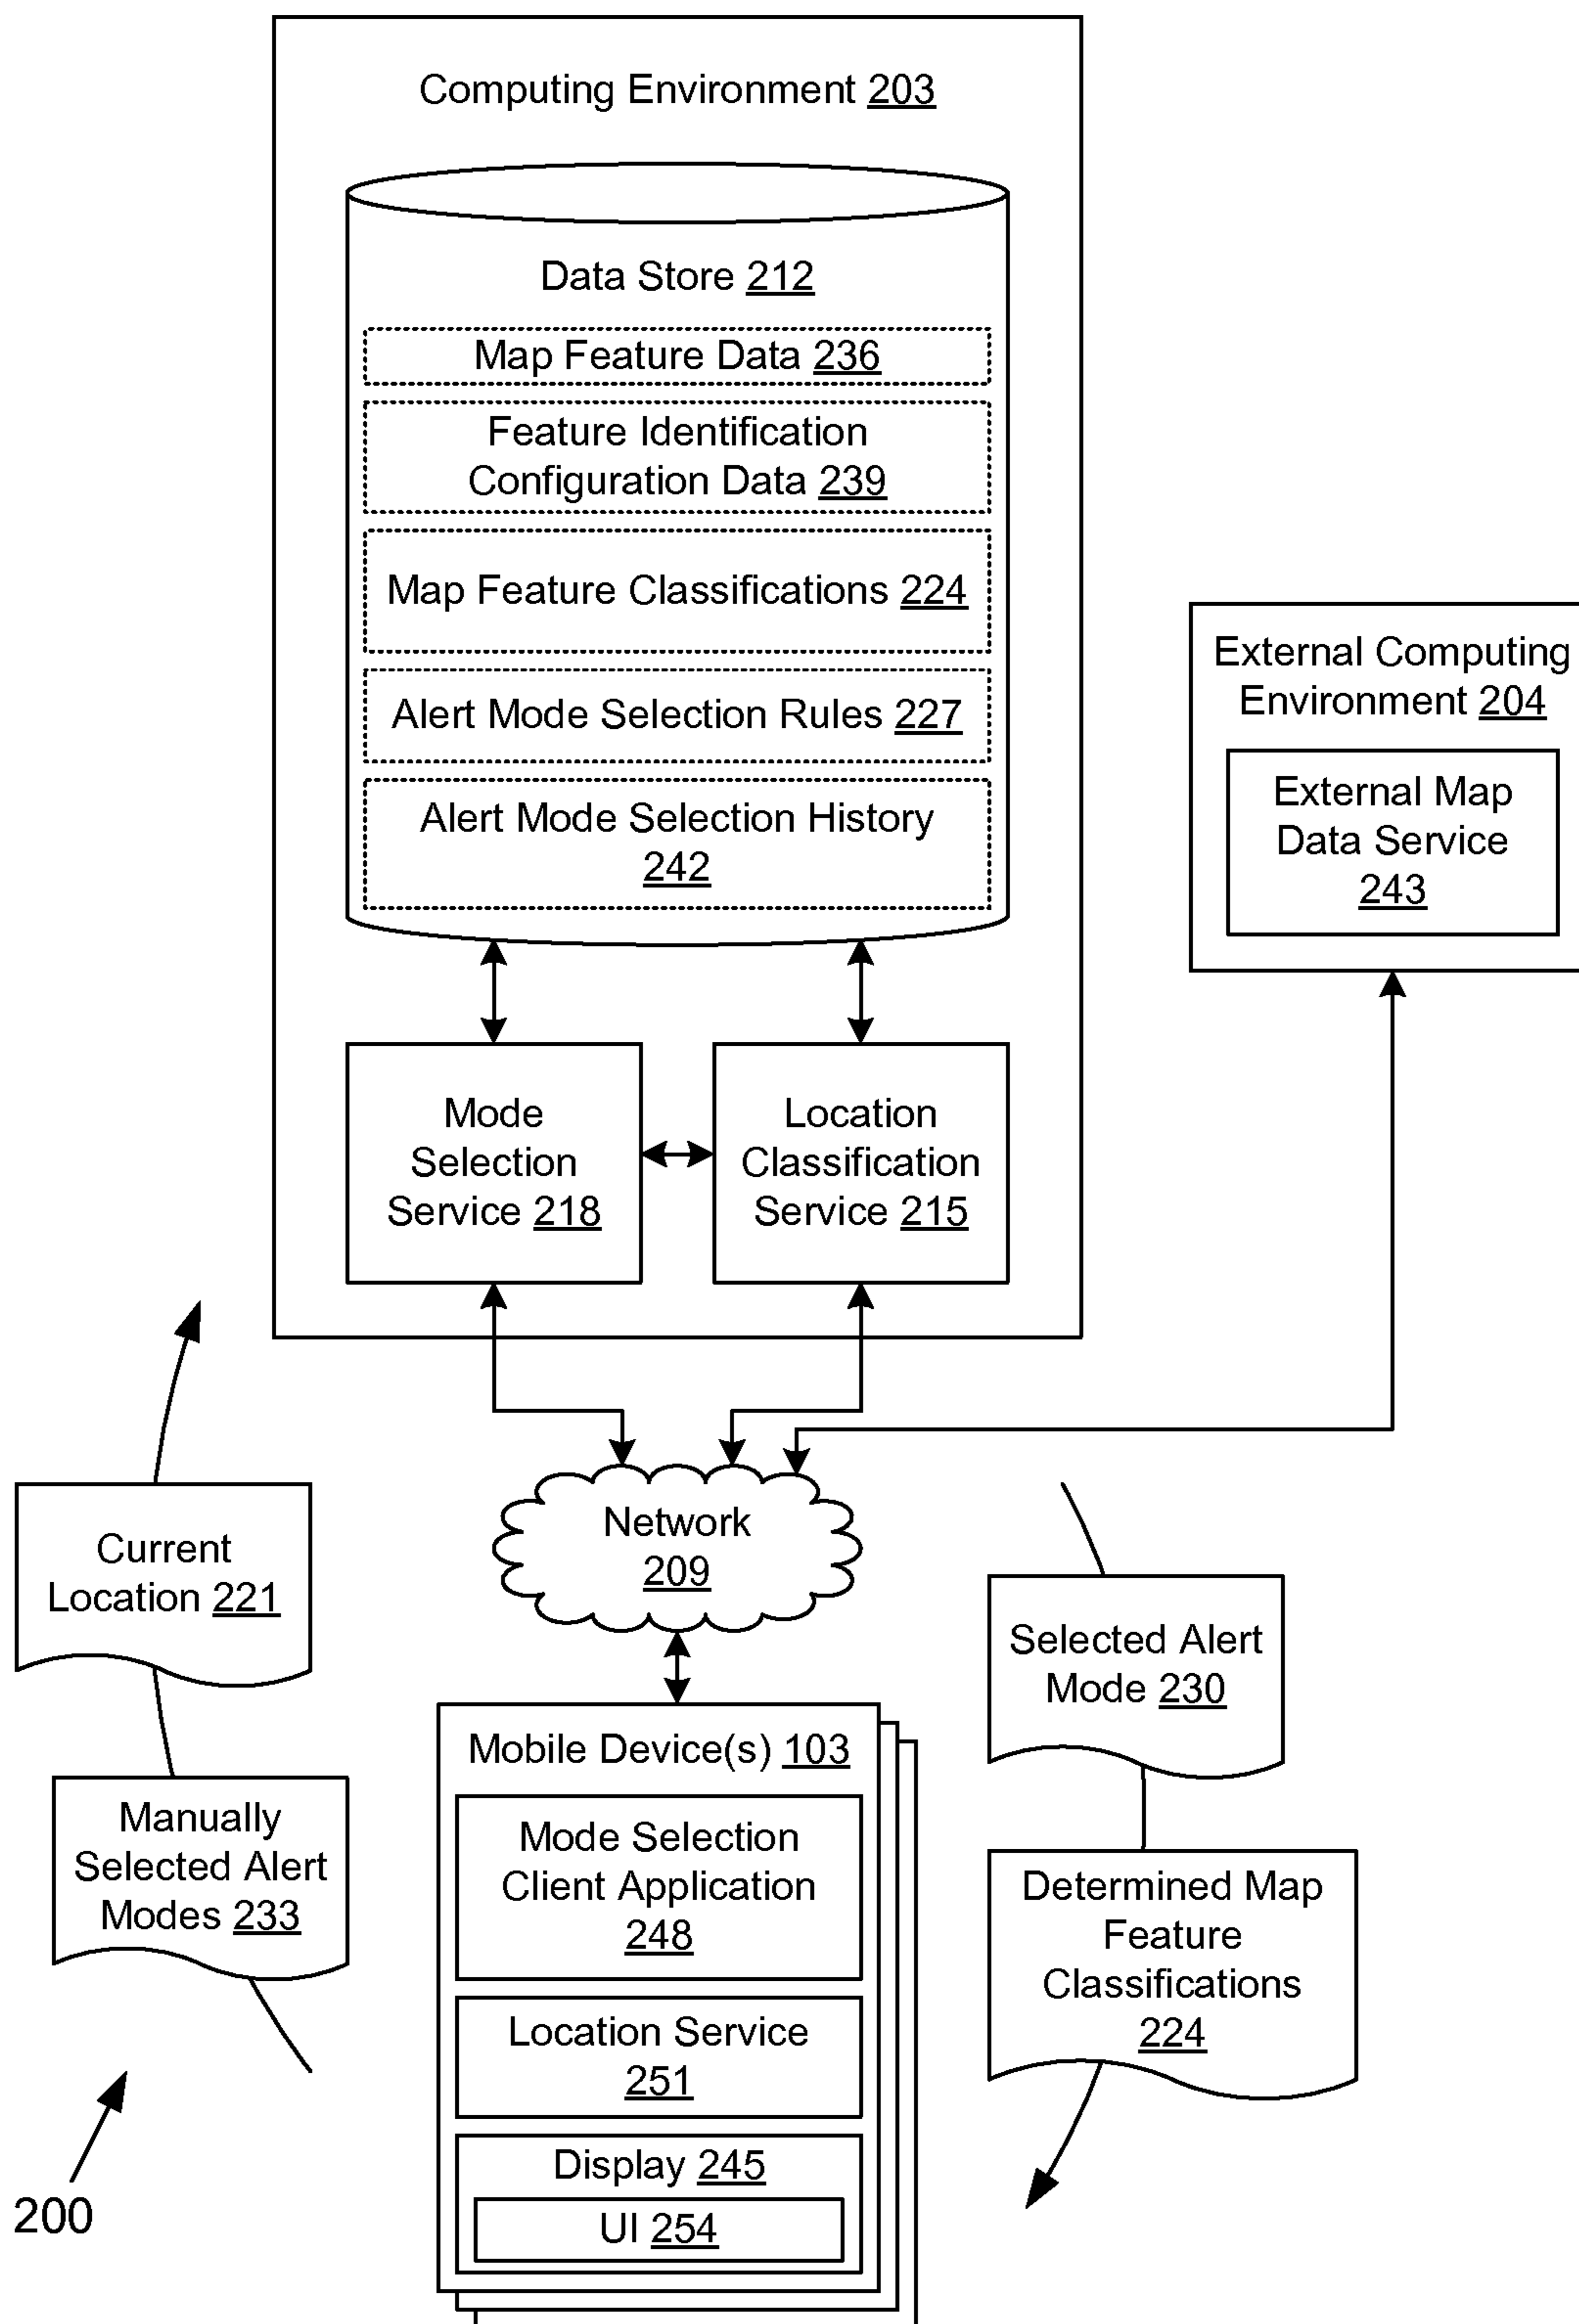 Computing Environment 203
Data Store 212
Map Feature Data 236
Feature Identification
Configuration Data 239
Map Feature Classifications 224
Alert Mode Selection Rules 227
Alert Mode Selection History
242
External Computing
Environment 204
External Map
Data Service
243
Mode
Selection
Service 218
Location
Classification
Service 215
Network
209
Current
Location 221
Manually
Selected Alert
Modes 233
Selected Alert
Mode 230
Determined Map
Feature
Classifications
224
Mobile Device(s) 103
Mode Selection
Client Application
248
Location Service
251
Display 245
UI 254
200